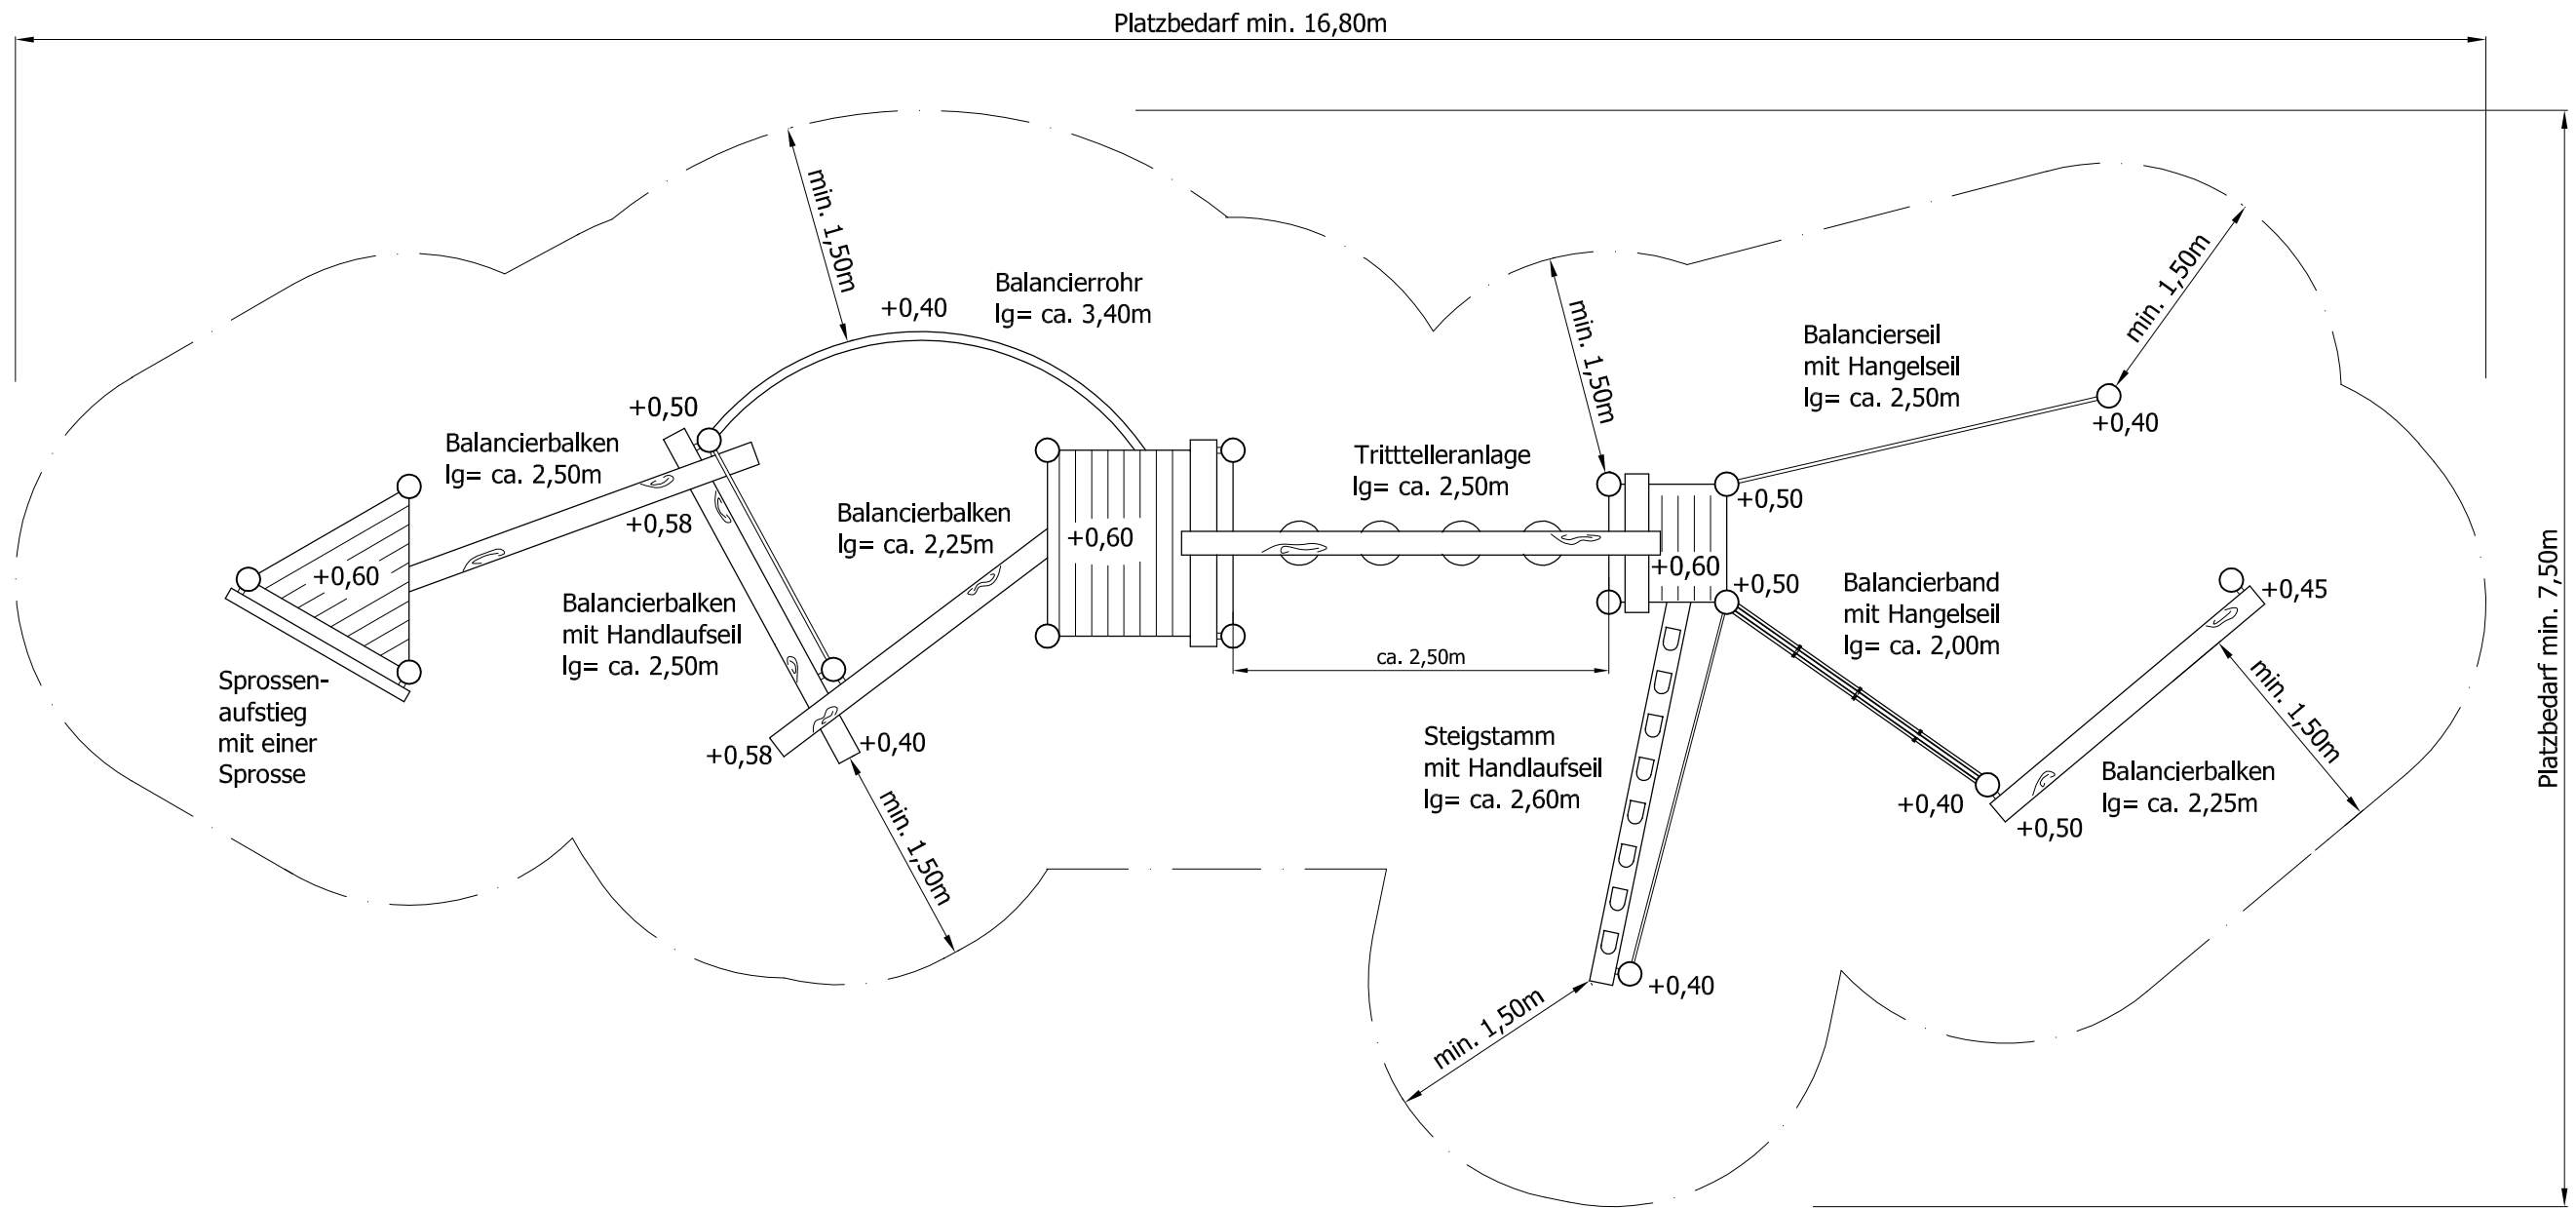 Platzbedarf min. 16,80m
min. 1,50m
Balancierrohr
lg= ca. 3,40m
+0,40
min. 1,50m
min. 1,50m
Balancierseil
mit Hangelseil
lg= ca. 2,50m
+0,40
+0,50
Balancierbalken
lg= ca. 2,50m
+0,58
Balancierbalken
lg= ca. 2,25m
+0,60
Tritttelleranlage
lg= ca. 2,50m
+0,50
+0,60
+0,60
+0,50
Balancierband
mit Hangelseil
lg= ca. 2,00m
+0,45
Platzbedarf min. 7,50m
Balancierbalken
mit Handlaufseil
lg= ca. 2,50m
ca. 2,50m
Sprossen-
aufstieg
mit einer
Sprosse
+0,58
+0,40
min. 1,50m
Steigstamm
mit Handlaufseil
lg= ca. 2,60m
min. 1,50m
Balancierbalken
lg= ca. 2,25m
+0,40
+0,50
+0,40
min. 1,50m